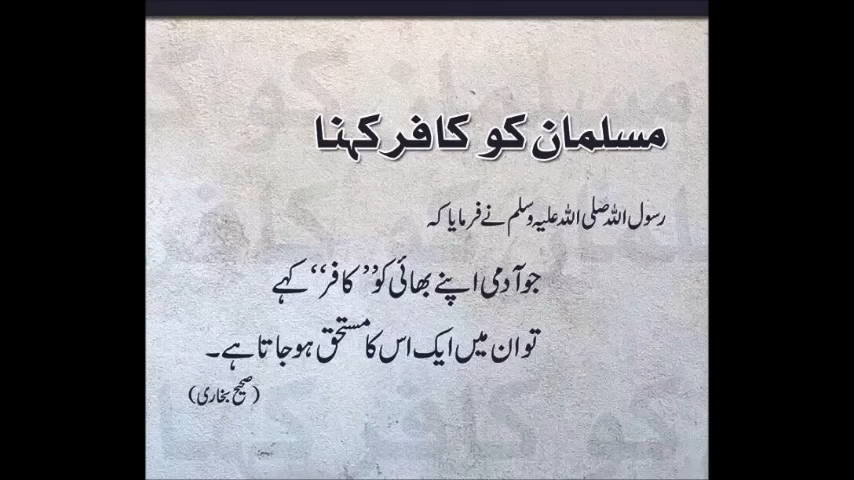 مسلمان کو کافر کہنا
رسول اللہ صلی اللہ علیہ وسلم نے فرمایا کہ
جو آدمی اپنے بھائی کو ’’کافر‘‘ کہے
تو ان میں ایک اس کا مستحق ہو جاتا ہے۔
(صحیح بخاری)